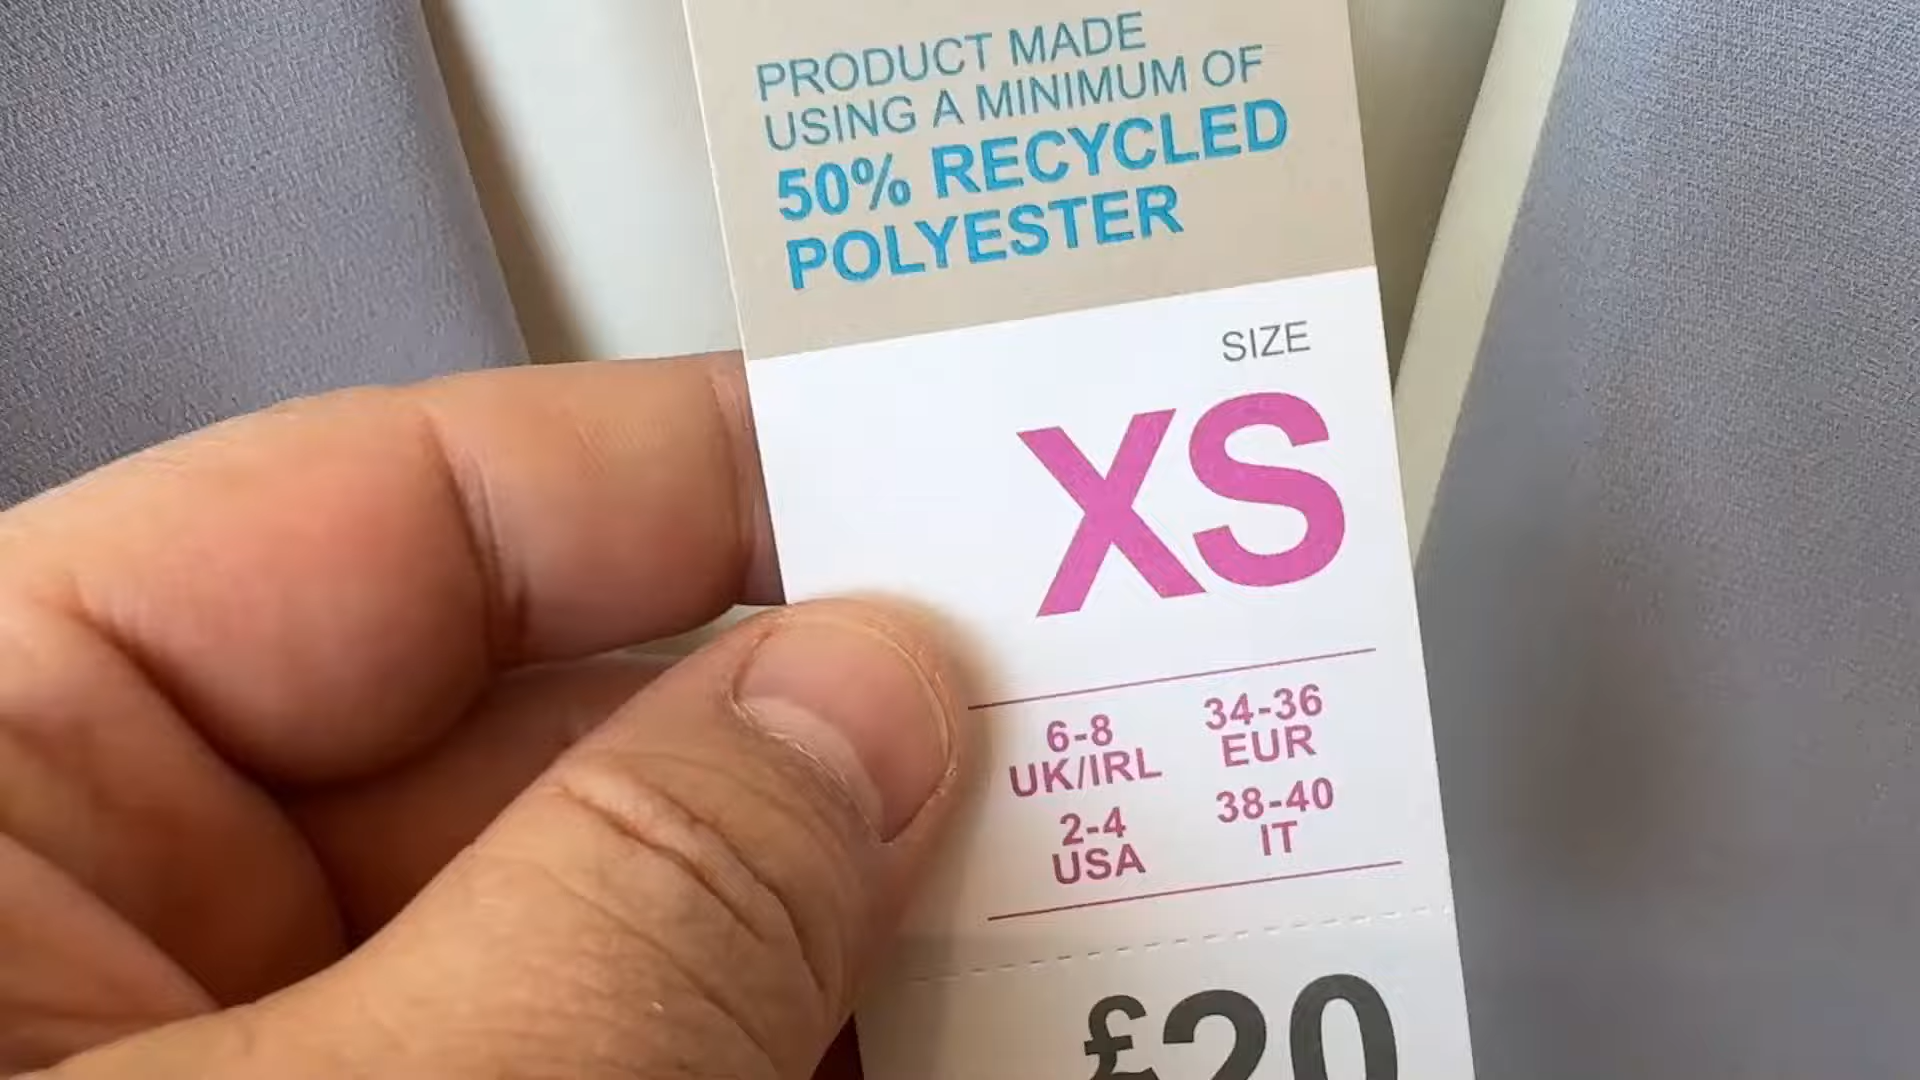 PRODUCT MADE
USING A MINIMUM OF
50% RECYCLED
POLYESTER
SIZE
XS
6-8
UK/IRL
34-36
EUR
2-4
USA
38-40
IT
£20